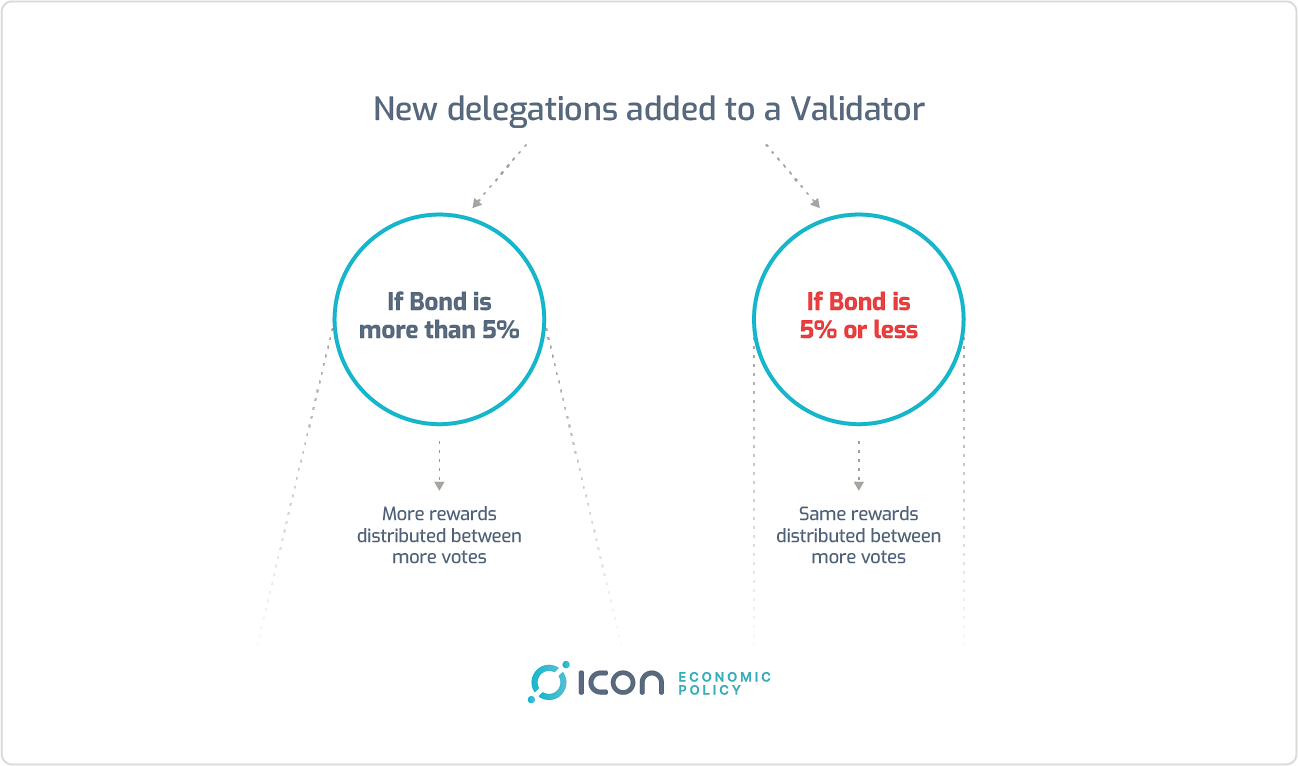 New delegations added to a Validator
If Bond is
more than 5%
If Bond is
5% or less
More rewards
distributed between
more votes
Same rewards
distributed between
more votes
ICON
ECONOMIC
POLICY